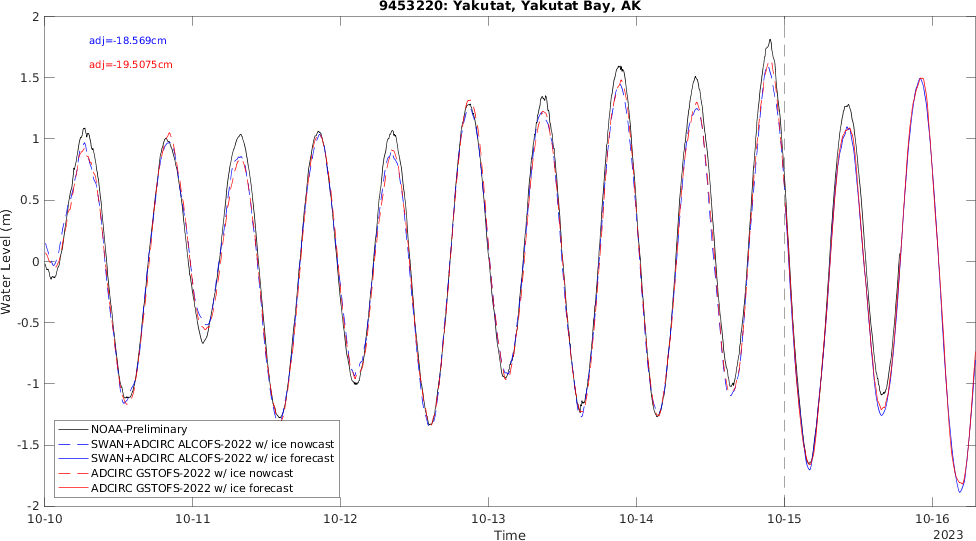 9453220: Yakutat, Yakutat Bay, AK
adj=-18.569cm
adj=-19.5075cm
Water Level (m)
2
1.5
1
0.5
0
-0.5
-1
-1.5
-2
NOAA-Preliminary
SWAN+ADCIRC ALCOFS-2022 w/ ice nowcast
SWAN+ADCIRC ALCOFS-2022 w/ ice forecast
ADCIRC GSTOFS-2022 w/ ice nowcast
ADCIRC GSTOFS-2022 w/ ice forecast
10-10 10-11 10-12 10-13 10-14 10-15 10-16
Time
2023